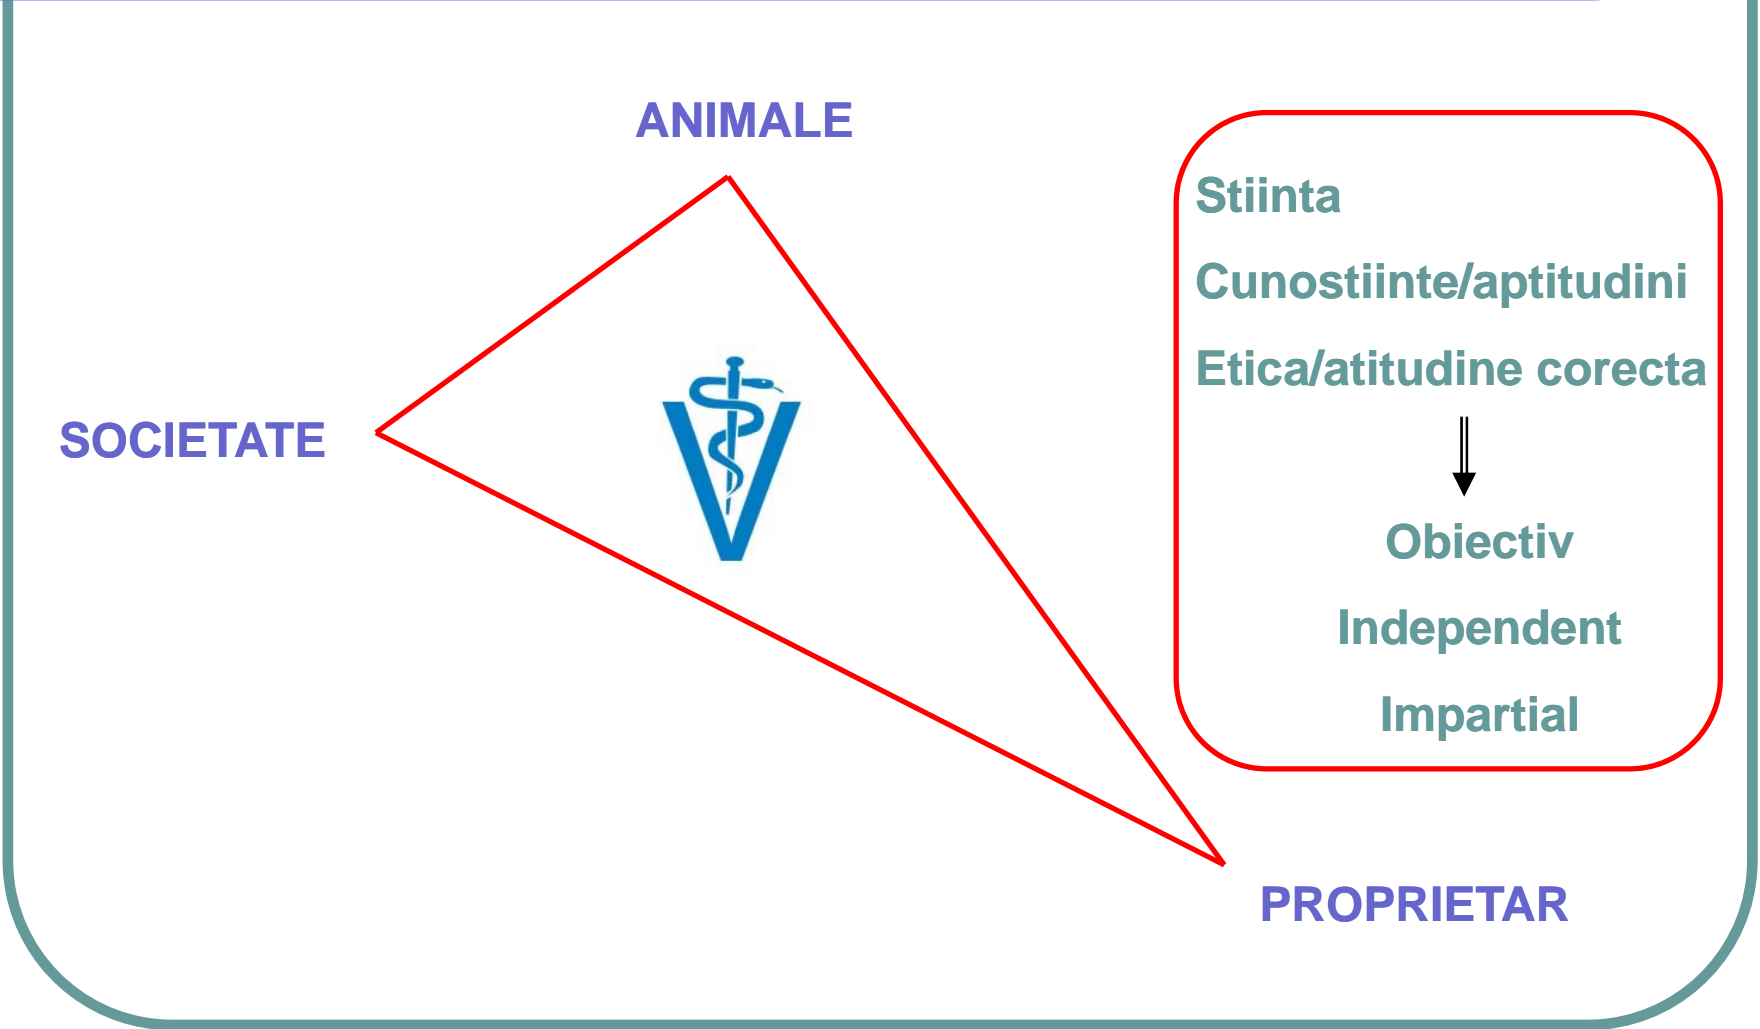 ANIMALE
SOCIETATE
PROPRIETAR
Stiinta
Cunostiinte/aptitudini
Etica/atitudine corecta
Obiectiv
Independent
Impartial